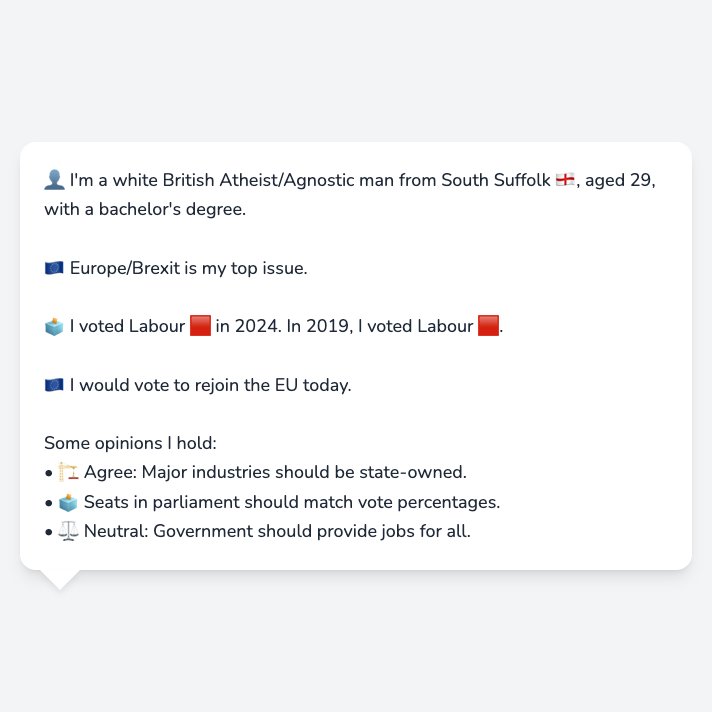 👤 I'm a white British Atheist/Agnostic man from South Suffolk 🏴󠁧󠁢󠁥󠁮󠁧󠁿, aged 29,
with a bachelor's degree.
🇪🇺 Europe/Brexit is my top issue.
🗳️ I voted Labour 🟥 in 2024. In 2019, I voted Labour 🟥.
🇪🇺 I would vote to rejoin the EU today.
Some opinions I hold:
• 🏗️ Agree: Major industries should be state-owned.
• 🗳️ Seats in parliament should match vote percentages.
• ⚖️ Neutral: Government should provide jobs for all.